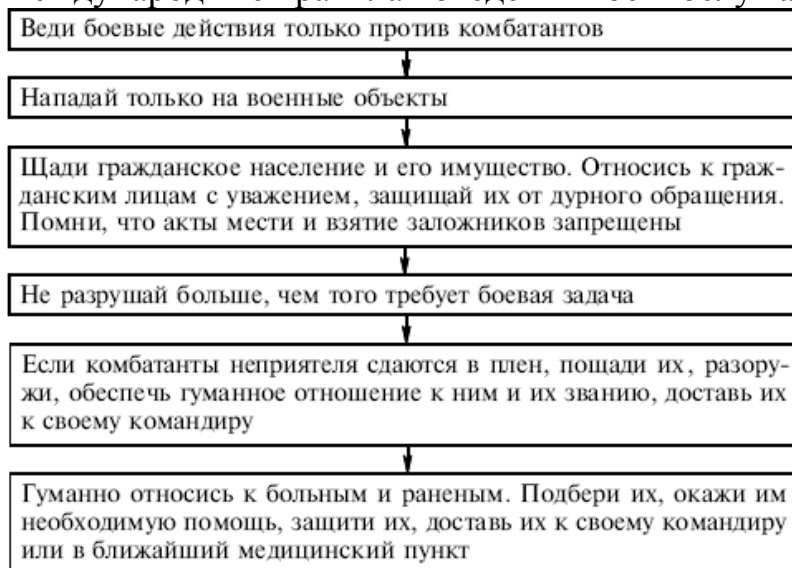 Веди боевые действия только против комбатантов
Нападай только на военные объекты
Щади гражданское население и его имущество. Относись к граж-
данским лицам с уважением, защищай их от дурного обращения.
Помни, что акты мести и взятие заложников запрещены
Не разрушай больше, чем того требует боевая задача
Если комбатанты неприятеля сдаются в плен, пощади их, разору-
жи, обеспечь гуманное отношение к ним и их званию, доставь их
к своему командиру
Гуманно относись к больным и раненым. Подбери их, окажи им
необходимую помощь, защити их, доставь их к своему командиру
или в ближайший медицинский пункт